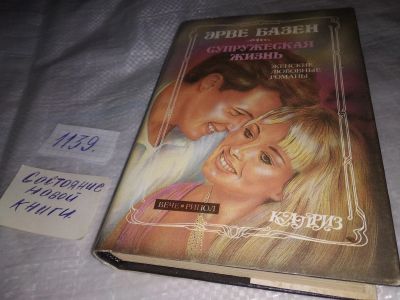 ЭРВЕ БАЗЕН
СУПРУЖЕСКАЯ
ЖИЗНЬ
ЖЕНСКИЕ
ЛЮБОВНЫЕ
РОМАНЫ
ВЕЧЕ • РИПОЛ
КАПРИЗ
1139.
Состояние
новой
книги